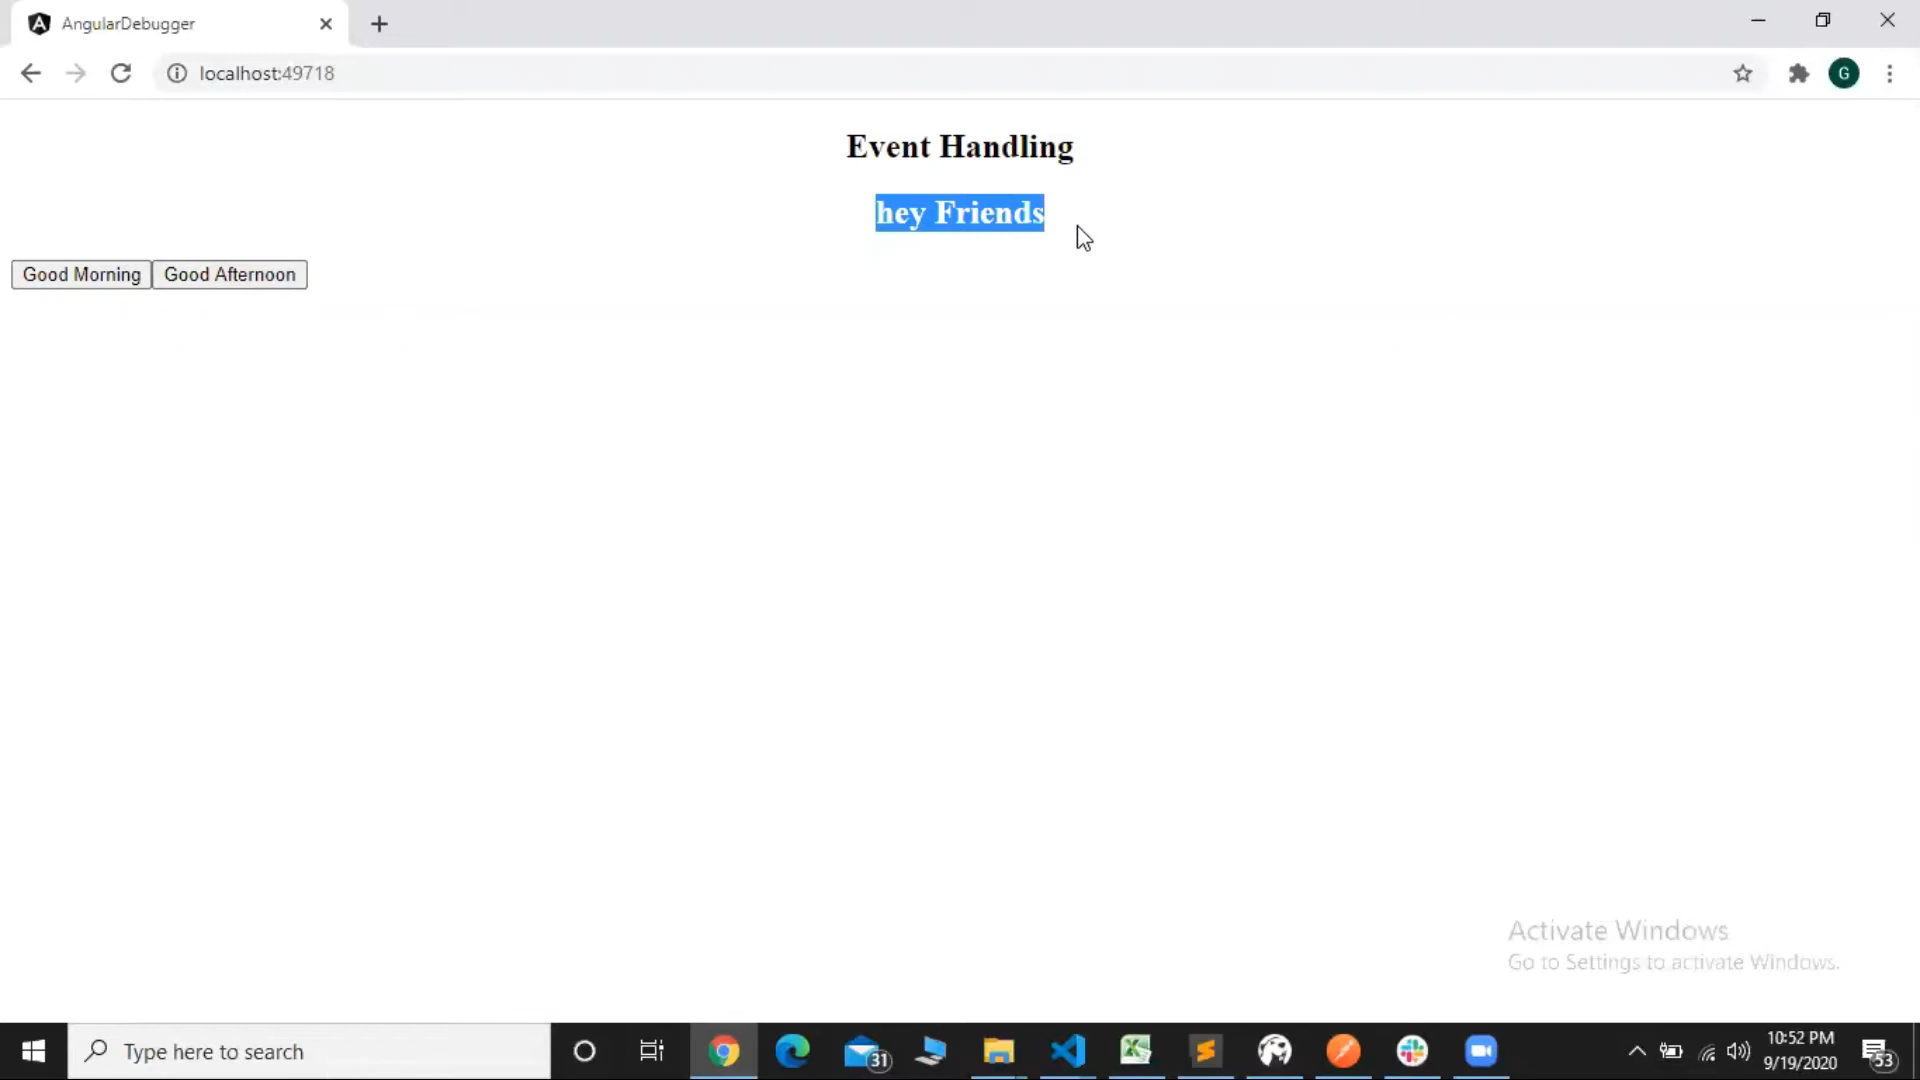 AngularDebugger
localhost:49718
G
Event Handling
hey Friends
Good Morning Good Afternoon
Activate Windows
Go to Settings to activate Windows.
Type here to search
31
10:52 PM
9/19/2020
53